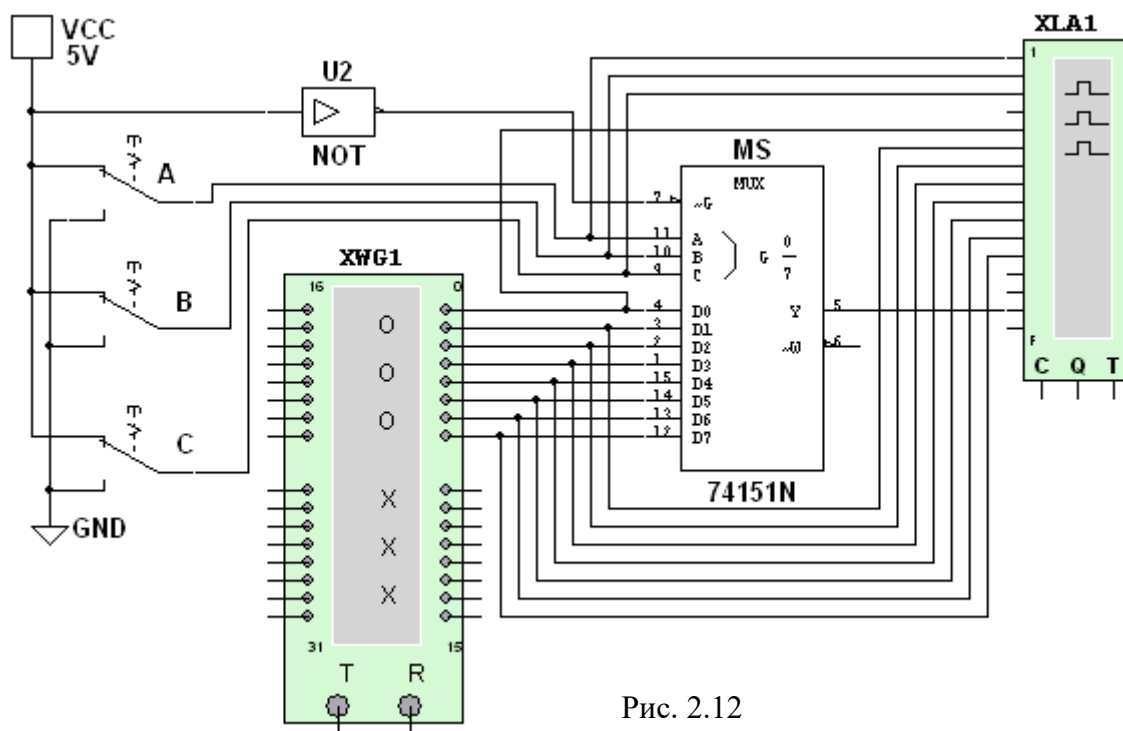 VCC
5V
U2
NOT
A
B
C
GND
XWG1
16
0
O
O
O
X
X
X
31
15
T
R
MS
MUX
7
~G
11
A
10
B
9
C
G
0
7
4
D0
3
D1
2
D2
1
D3
15
D4
14
D5
13
D6
12
D7
Y
5
~W
6
74151N
XLA1
1
F
C
Q
T
Рис. 2.12